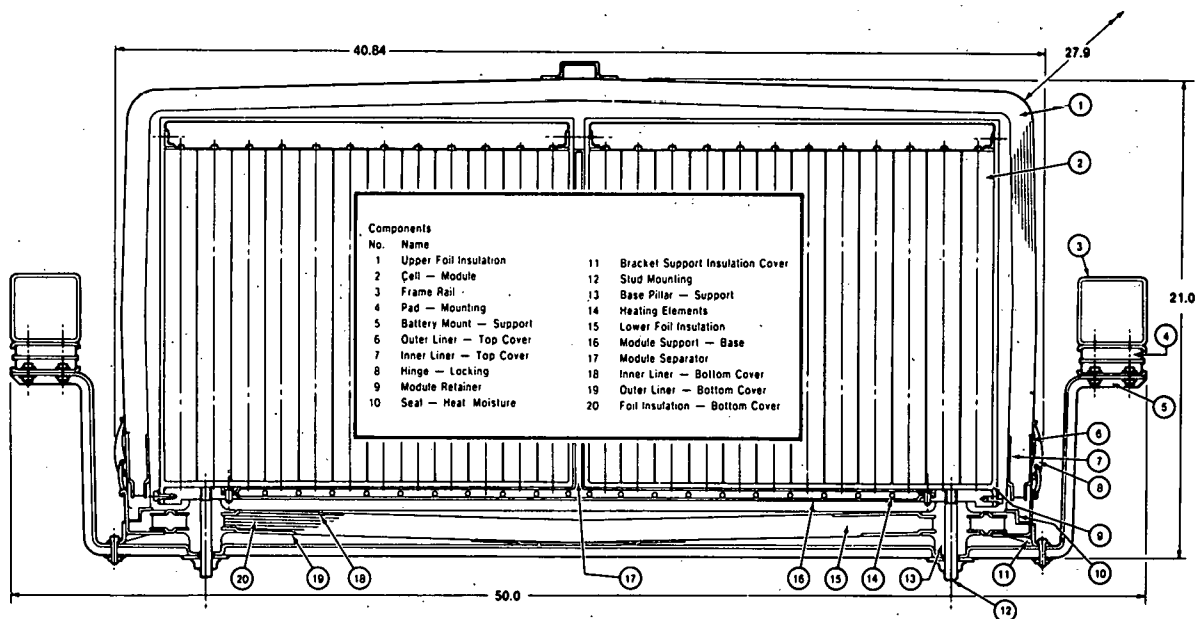 40.84
27.9
1
2
3
21.0
4
5
6
7
8
9
10
11
12
13
14
15
16
17
18
19
20
50.0
Components
No. Name
1 Upper Foil Insulation
2 Cell — Module
3 Frame Rail
4 Pad — Mounting
5 Battery Mount — Support
6 Outer Liner — Top Cover
7 Inner Liner — Top Cover
8 Hinge — Locking
9 Module Retainer
10 Seal — Heat Moisture
11 Bracket Support Insulation Cover
12 Stud Mounting
13 Base Pillar — Support
14 Heating Elements
15 Lower Foil Insulation
16 Module Support — Base
17 Module Separator
18 Inner Liner — Bottom Cover
19 Outer Liner — Bottom Cover
20 Foil Insulation — Bottom Cover